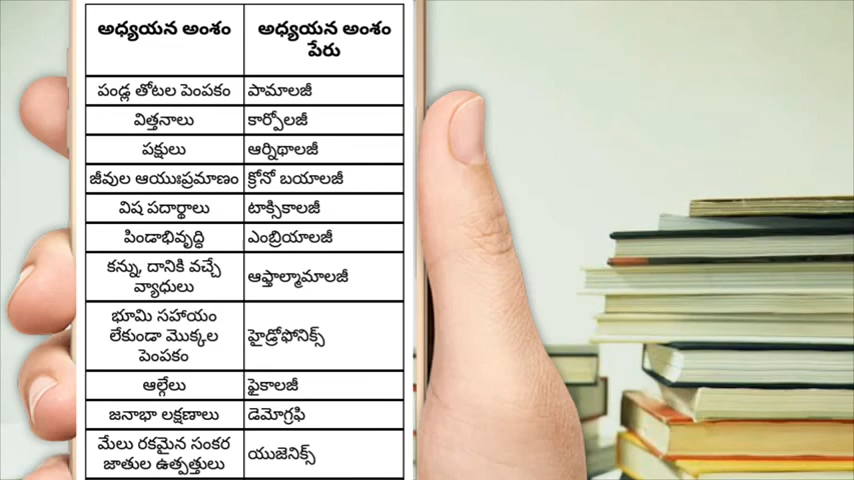 అధ్యయన అంశం అధ్యయన అంశం
పేరు
పండ్ల తోటల పెంపకం పామాలజీ
విత్తనాలు కార్పోలజీ
పక్షులు ఆర్నిథాలజీ
జీవుల ఆయుఃప్రమాణం క్రోనో బయాలజీ
విష పదార్థాలు టాక్సికాలజీ
పిండాభివృద్ధి ఎంబ్రియాలజీ
కన్ను, దానికి వచ్చే
వ్యాధులు ఆఫ్తాల్మాలజీ
భూమి సహాయం
లేకుండా మొక్కల
పెంపకం హైడ్రోఫోనిక్స్
ఆల్గేలు ఫైకాలజీ
జనాభా లక్షణాలు డెమోగ్రఫి
మేలు రకమైన సంకర
జాతుల ఉత్పత్తులు యుజెనిక్స్